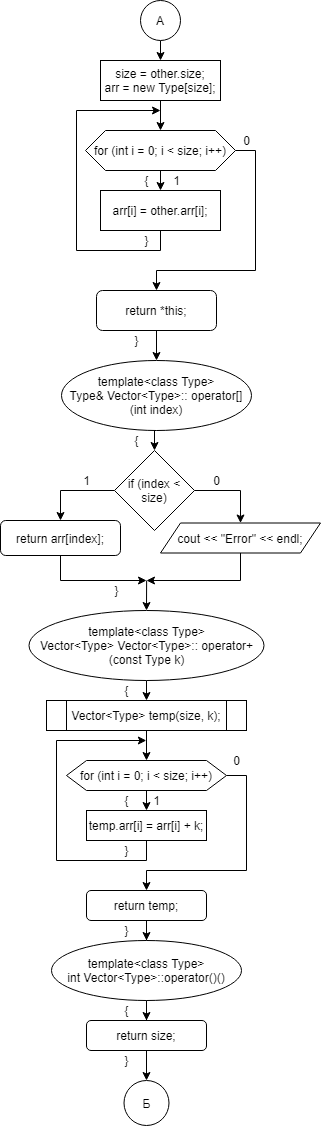 А
size = other.size;
arr = new Type[size];
for (int i = 0; i < size; i++)
0
{
1
arr[i] = other.arr[i];
}
return *this;
}
template<class Type>
Type& Vector<Type>:: operator[]
(int index)
{
if (index <
size)
1
0
return arr[index];
cout << "Error" << endl;
}
template<class Type>
Vector<Type> Vector<Type>:: operator+
(const Type k)
{
Vector<Type> temp(size, k);
for (int i = 0; i < size; i++)
0
{
1
temp.arr[i] = arr[i] + k;
}
return temp;
}
template<class Type>
int Vector<Type>::operator()()
{
return size;
}
Б